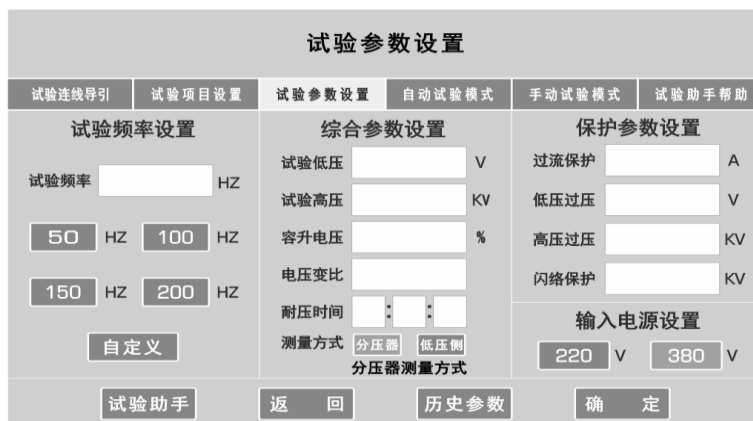 试验参数设置
试验连线导引 试验项目设置 试验参数设置 自动试验模式 手动试验模式 试验助手帮助
试验频率设置
试验频率 HZ
50 HZ 100 HZ
150 HZ 200 HZ
自定义
综合参数设置
试验低压 V
试验高压 KV
容升电压 %
电压变比
耐压时间 : :
测量方式 分压器 低压侧
分压器测量方式
保护参数设置
过流保护 A
低压过压 V
高压过压 KV
闪络保护 KV
输入电源设置
220 V 380 V
试验助手 返 回 历史参数 确 定